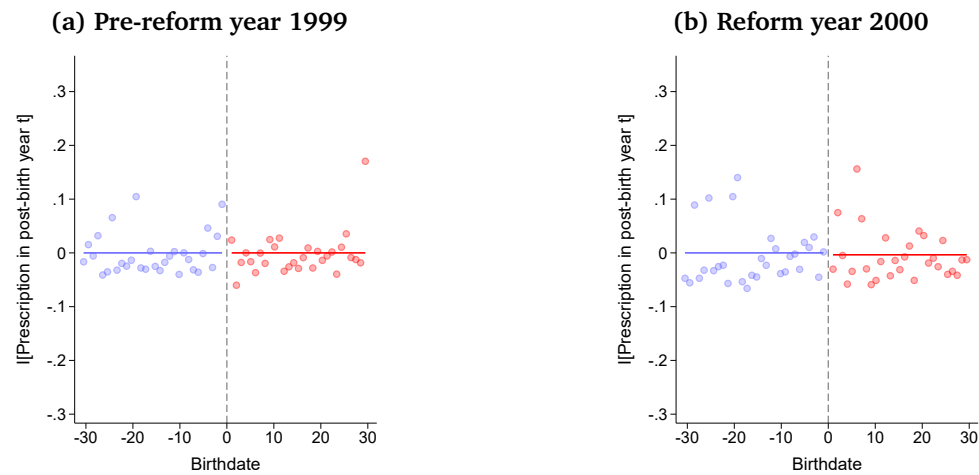 (a) Pre-reform year 1999
I[Prescription in post-birth year t]
.3
.2
.1
0
-.1
-.2
-.3
-30 -20 -10 0 10 20 30
Birthdate
(b) Reform year 2000
I[Prescription in post-birth year t]
.3
.2
.1
0
-.1
-.2
-.3
-30 -20 -10 0 10 20 30
Birthdate